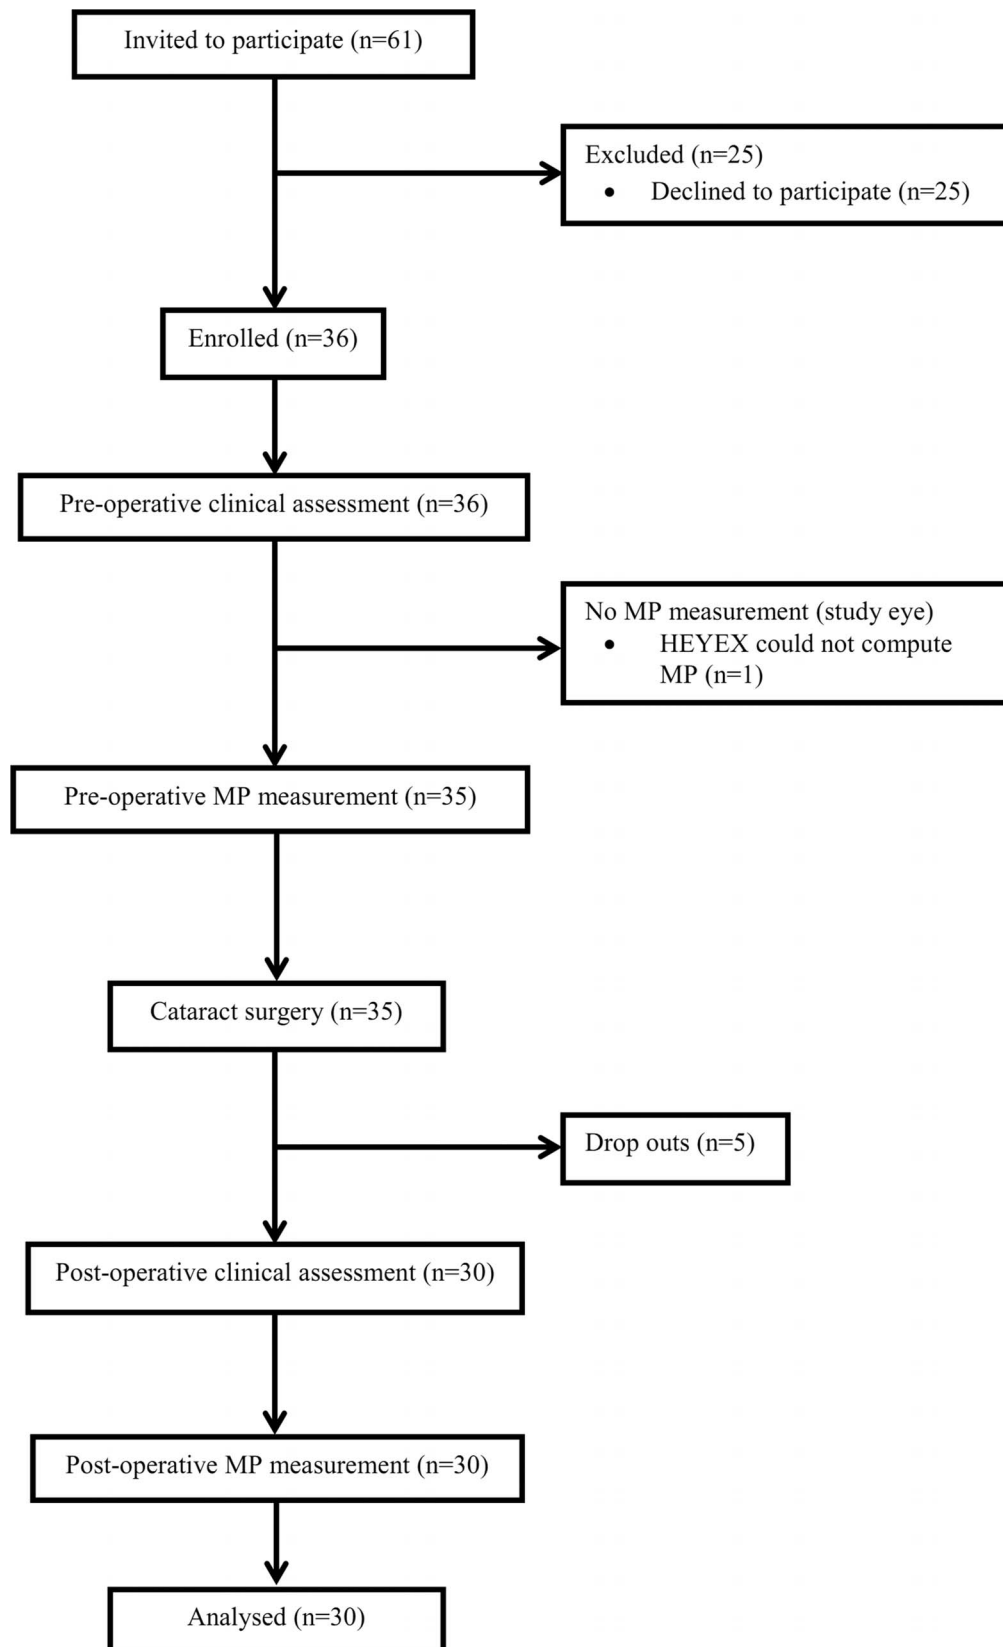 Invited to participate (n=61)
Excluded (n=25)
• Declined to participate (n=25)
Enrolled (n=36)
Pre-operative clinical assessment (n=36)
No MP measurement (study eye)
• HEYEX could not compute
MP (n=1)
Pre-operative MP measurement (n=35)
Cataract surgery (n=35)
Drop outs (n=5)
Post-operative clinical assessment (n=30)
Post-operative MP measurement (n=30)
Analysed (n=30)